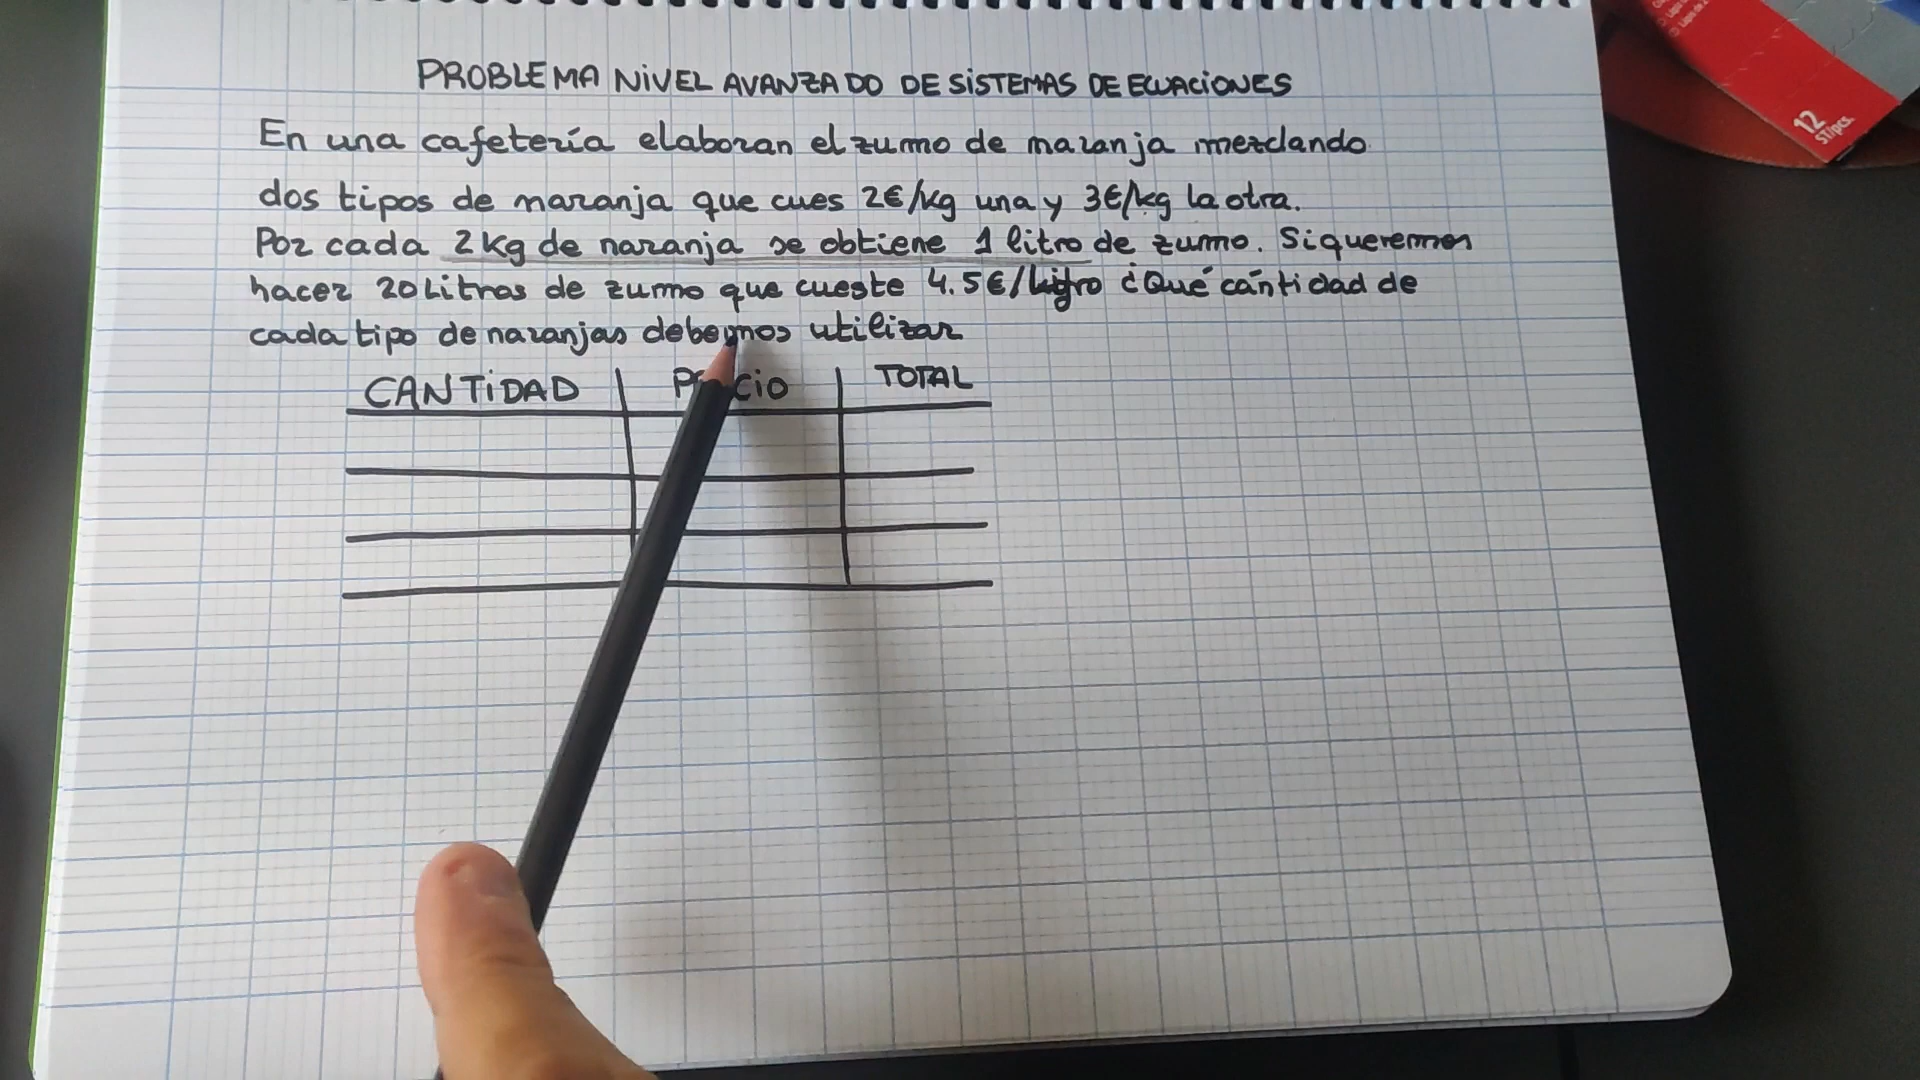 PROBLEMA NIVEL AVANZADO DE SISTEMAS DE ECUACIONES
En una cafetería elaboran el zumo de naranja mezclando
dos tipos de naranja que cues 2€/kg una y 3€/kg la otra.
Por cada 2kg de naranja se obtiene 1 litro de zumo. Si queremos
hacer 20 Litros de zumo que cueste 4.5€/litro ¿Qué cantidad de
cada tipo de naranjas debemos utilizar
CANTIDAD TOTAL
12
ST/pcs.